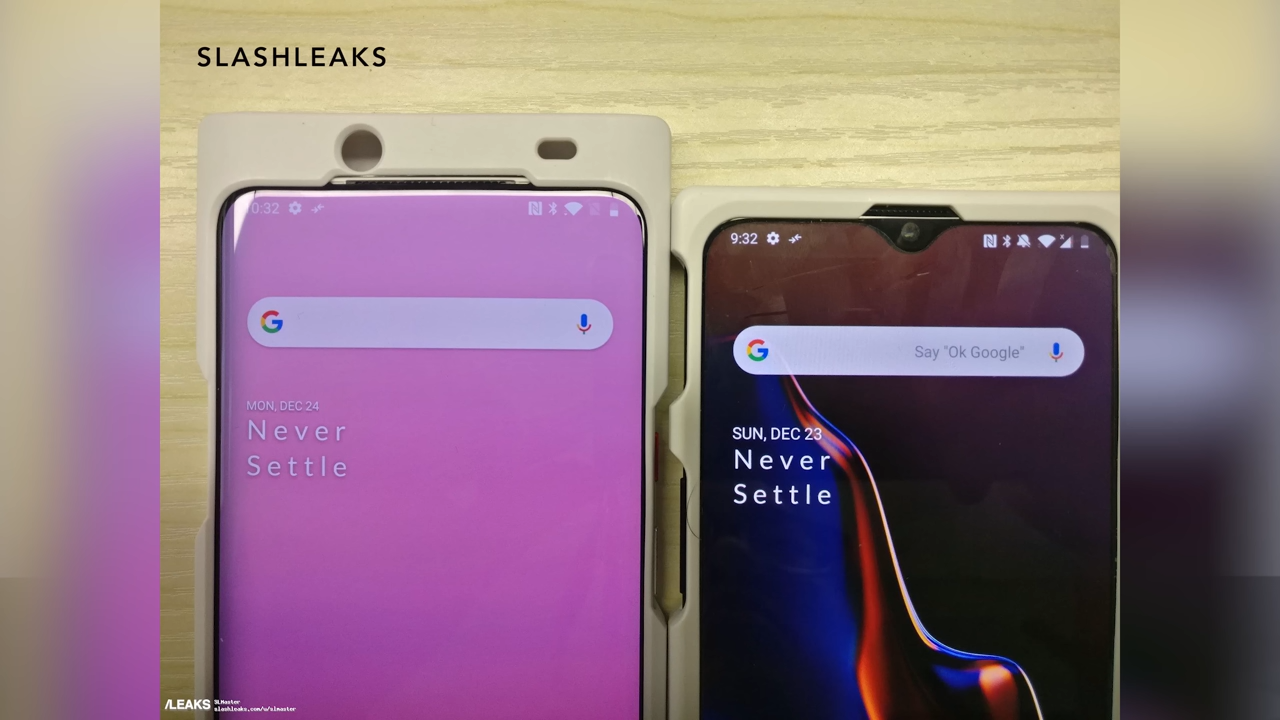 SLASHLEAKS
0:32
9:32
Say "Ok Google"
MON, DEC 24
Never
Settle
SUN, DEC 23
Never
Settle
/LEAKS
SLMaster
slashleaks.com/u/slmaster